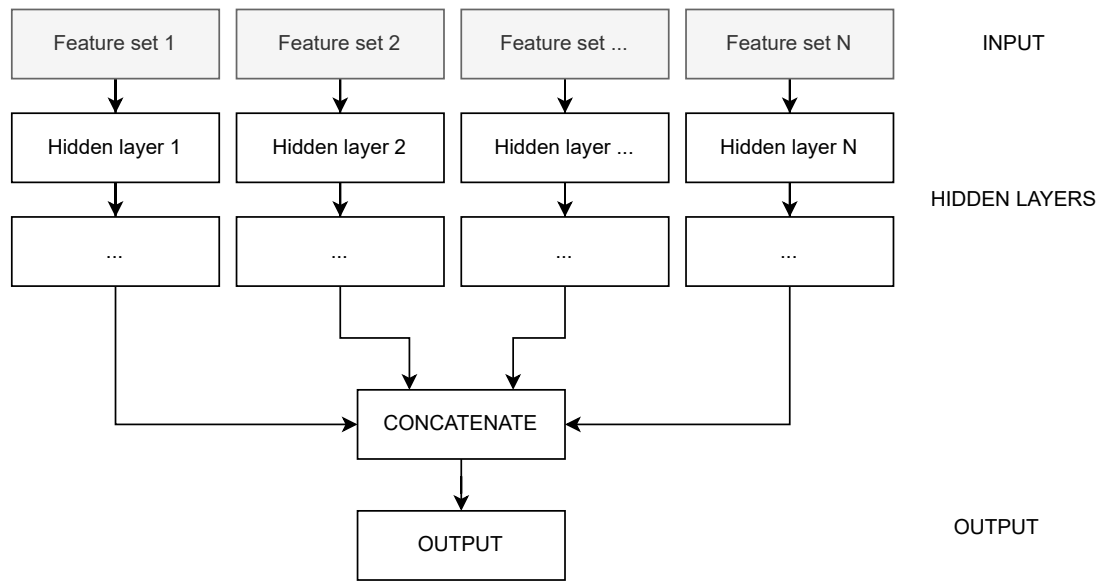 Feature set 1
Feature set 2
Feature set ...
Feature set N
INPUT
Hidden layer 1
Hidden layer 2
Hidden layer ...
Hidden layer N
HIDDEN LAYERS
...
...
...
...
CONCATENATE
OUTPUT
OUTPUT